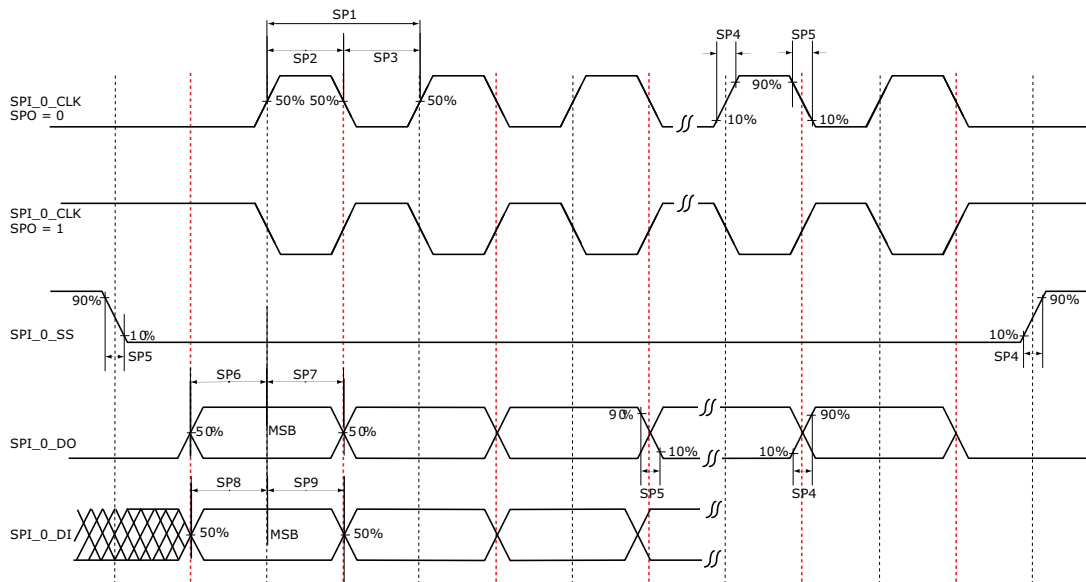 SP1
SP4 SP5
SP2 SP3
SPI_0_CLK
SPO = 0
50% 50% 50% 90%
10% 10%
SPI_0_CLK
SPO = 1
90% 90%
SPI_0_SS 10% 10%
SP5 SP4
SP6 SP7
90% 90%
SPI_0_DO 50% MSB 50%
10% 10%
SP8 SP9 SP5 SP4
SPI_0_DI 50% MSB 50%